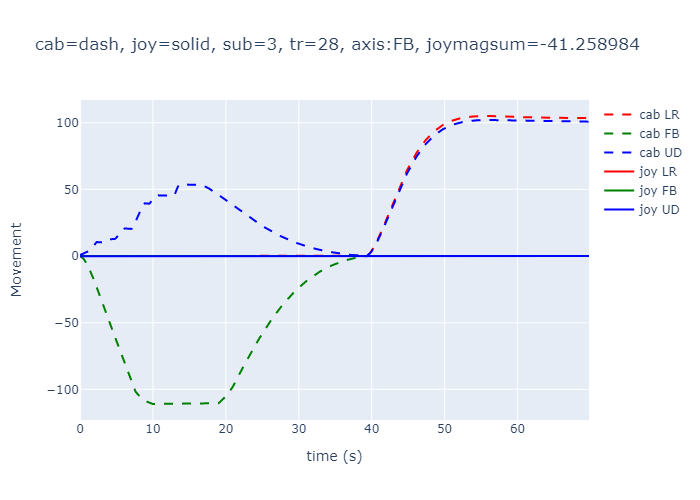 cab=dash, joy=solid, sub=3, tr=28, axis:FB, joymagsum=-41.258984
cab LR
cab FB
cab UD
joy LR
joy FB
joy UD
Movement
100
50
0
−50
−100
0 10 20 30 40 50 60
time (s)